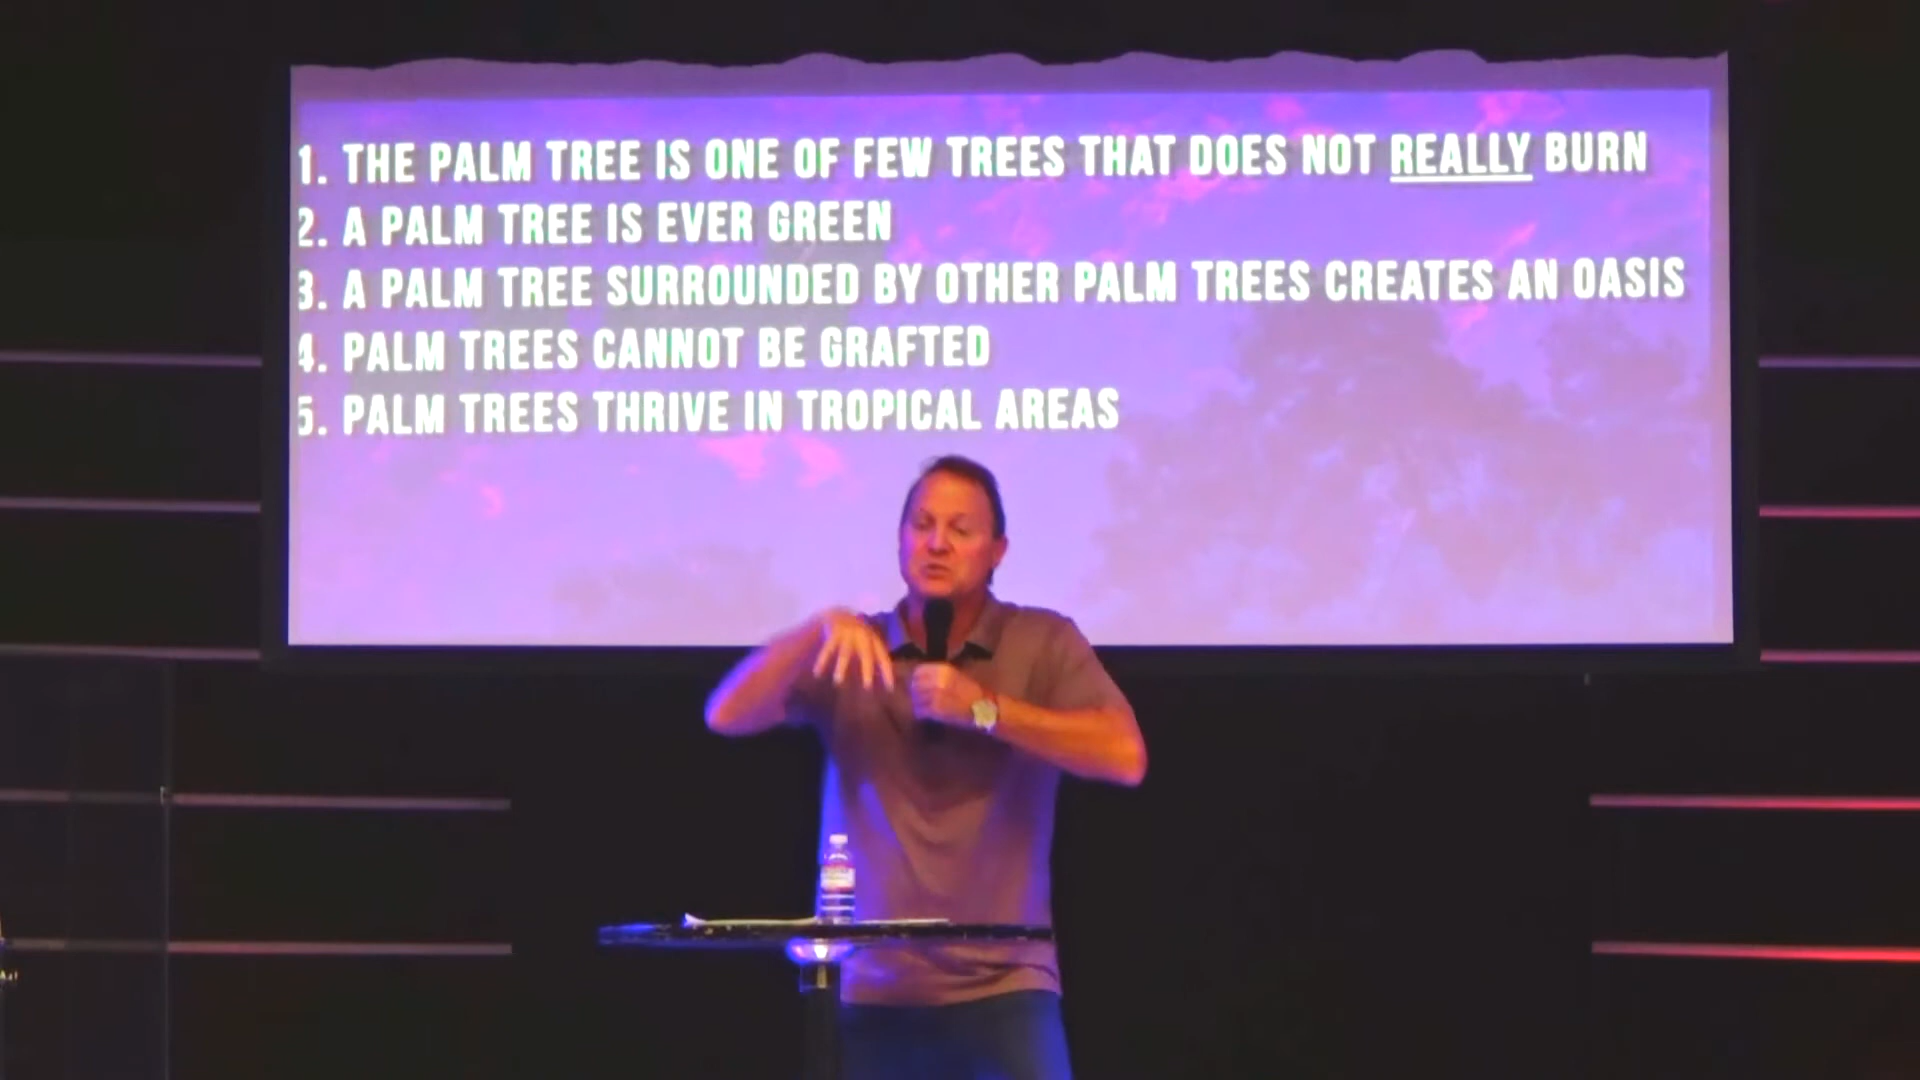 1. THE PALM TREE IS ONE OF FEW TREES THAT DOES NOT REALLY BURN
2. A PALM TREE IS EVER GREEN
3. A PALM TREE SURROUNDED BY OTHER PALM TREES CREATES AN OASIS
4. PALM TREES CANNOT BE GRAFTED
5. PALM TREES THRIVE IN TROPICAL AREAS